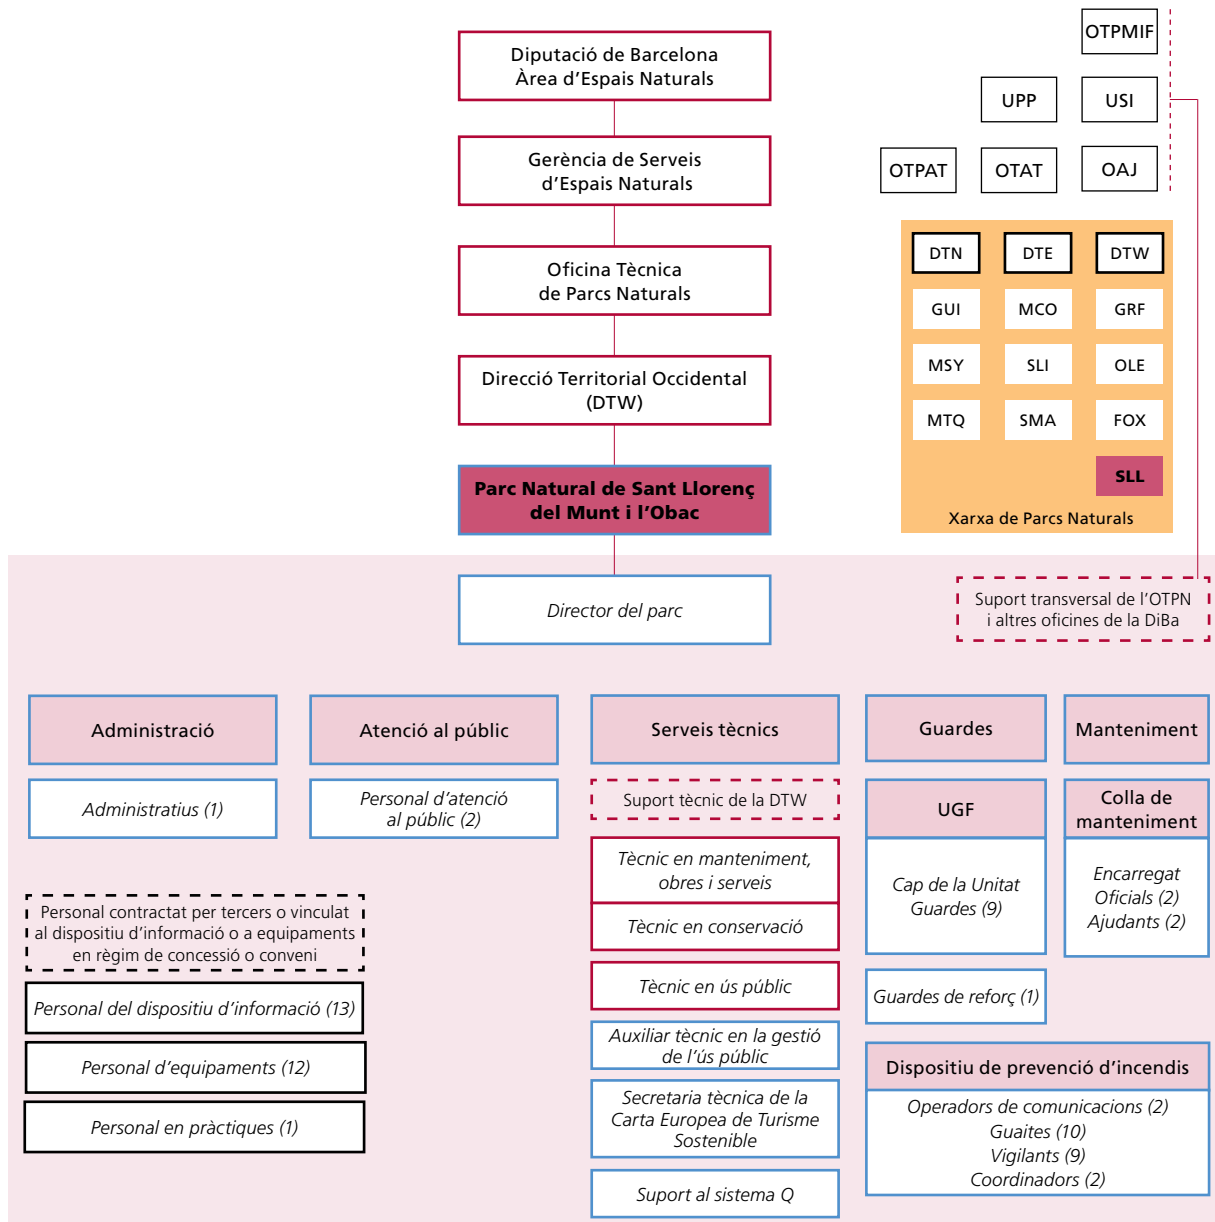 Diputació de Barcelona
Àrea d'Espais Naturals
Gerència de Serveis
d'Espais Naturals
Oficina Tècnica
de Parcs Naturals
Direcció Territorial Occidental
(DTW)
Parc Natural de Sant Llorenç
del Munt i l'Obac
Director del parc
OTPMIF
UPP
USI
OTPAT
OTAT
OAJ
DTN
DTE
DTW
GUI
MCO
GRF
MSY
SLI
OLE
MTQ
SMA
FOX
SLL
Xarxa de Parcs Naturals
Suport transversal de l'OTPN
i altres oficines de la DiBa
Administració
Administratius (1)
Atenció al públic
Personal d'atenció
al públic (2)
Personal contractat per tercers o vinculat
al dispositiu d'informació o a equipaments
en règim de concessió o conveni
Personal del dispositiu d'informació (13)
Personal d'equipaments (12)
Personal en pràctiques (1)
Serveis tècnics
Suport tècnic de la DTW
Tècnic en manteniment,
obres i serveis
Tècnic en conservació
Tècnic en ús públic
Auxiliar tècnic en la gestió
de l'ús públic
Secretaria tècnica de la
Carta Europea de Turisme
Sostenible
Suport al sistema Q
Guardes
UGF
Cap de la Unitat
Guardes (9)
Guardes de reforç (1)
Manteniment
Colla de
manteniment
Encarregat
Oficials (2)
Ajudants (2)
Dispositiu de prevenció d'incendis
Operadors de comunicacions (2)
Guaites (10)
Vigilants (9)
Coordinadors (2)